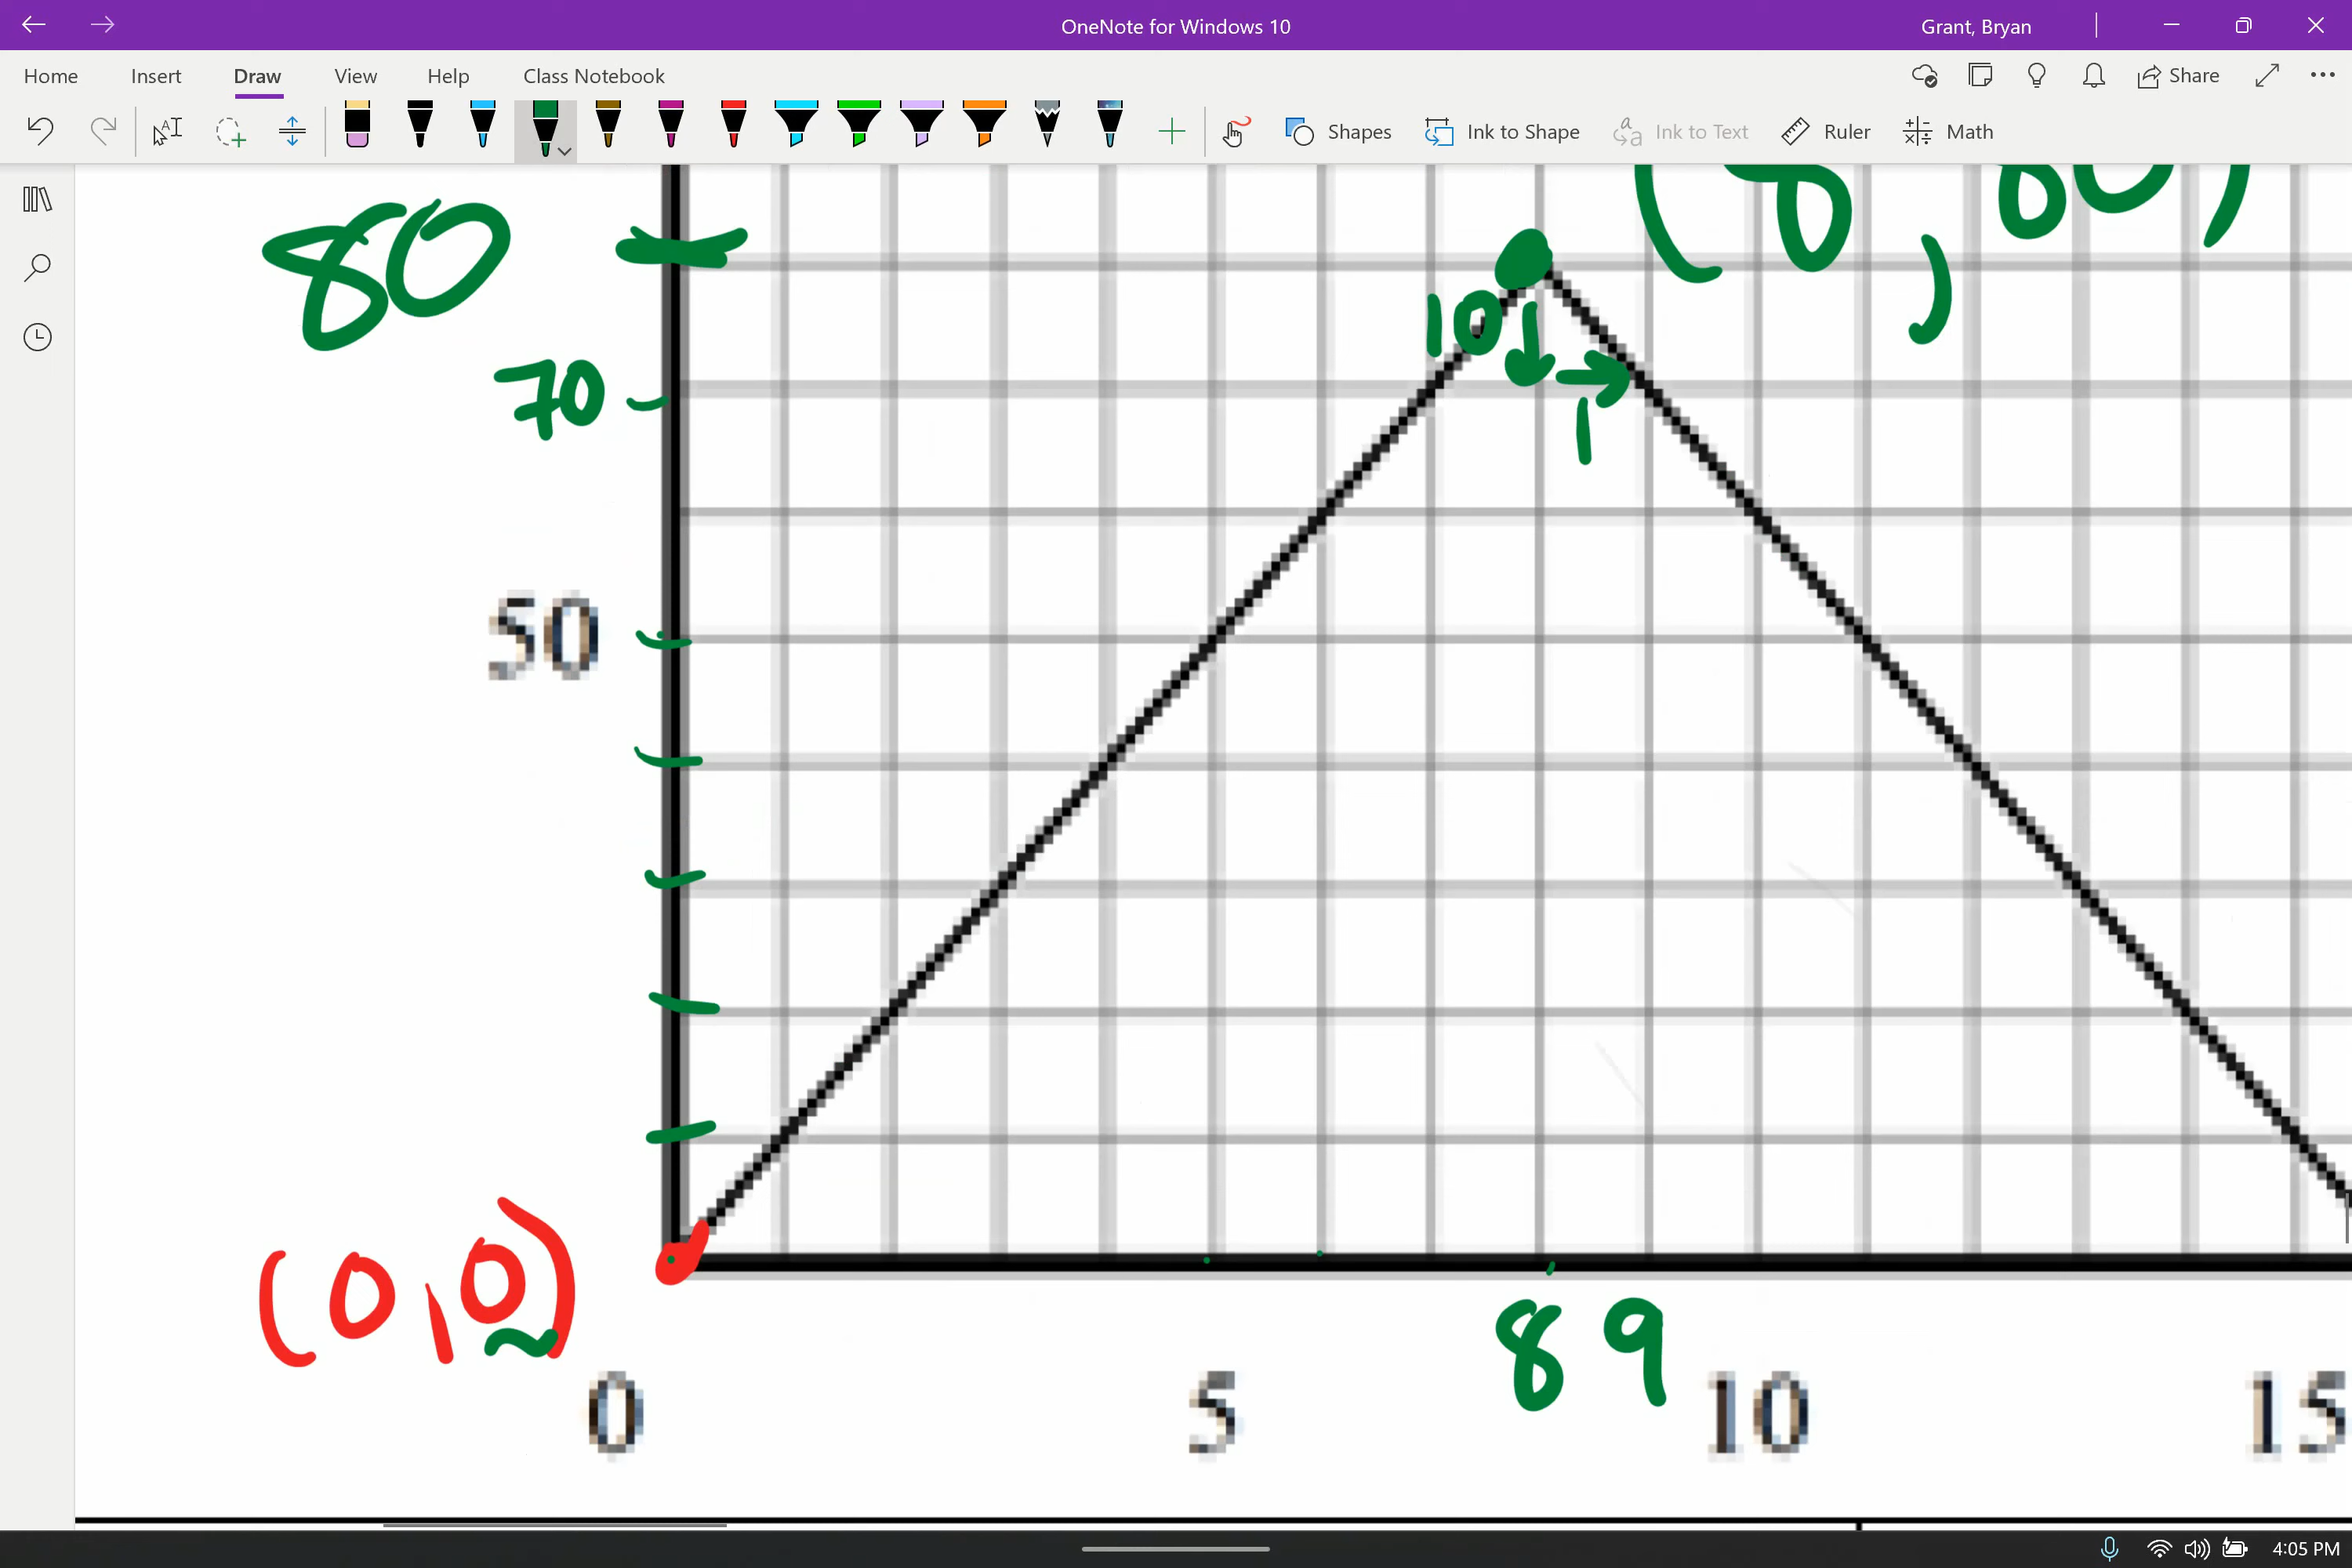 OneNote for Windows 10
Grant, Bryan
Home Insert Draw View Help Class Notebook
Share
Shapes Ink to Shape Ink to Text Ruler Math
(8, 80)
80
10
70
1
50
(0,0)
8 9
0 5 10 15
4:05 PM